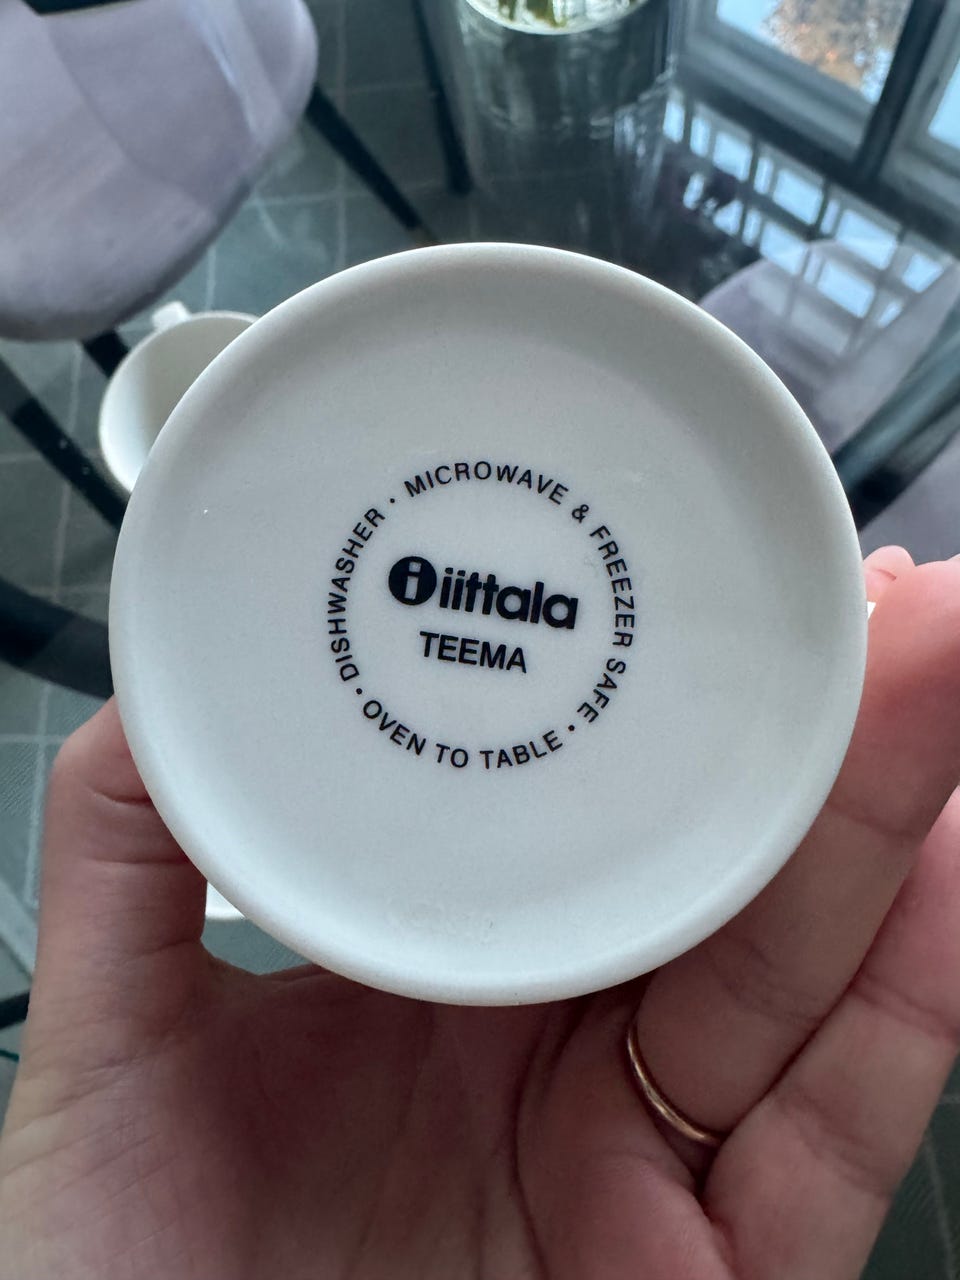 DISHWASHER · MICROWAVE & FREEZER SAFE · OVEN TO TABLE ·
i iittala
TEEMA